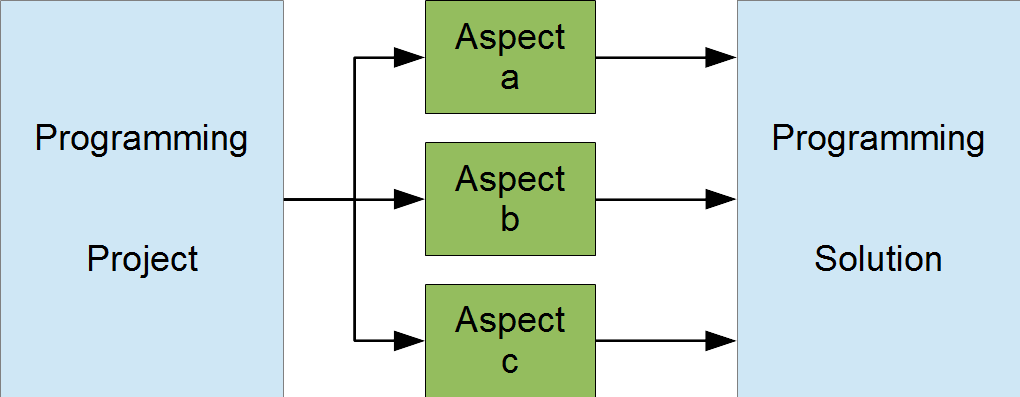 Programming
Project
Aspect
a
Aspect
b
Aspect
c
Programming
Solution